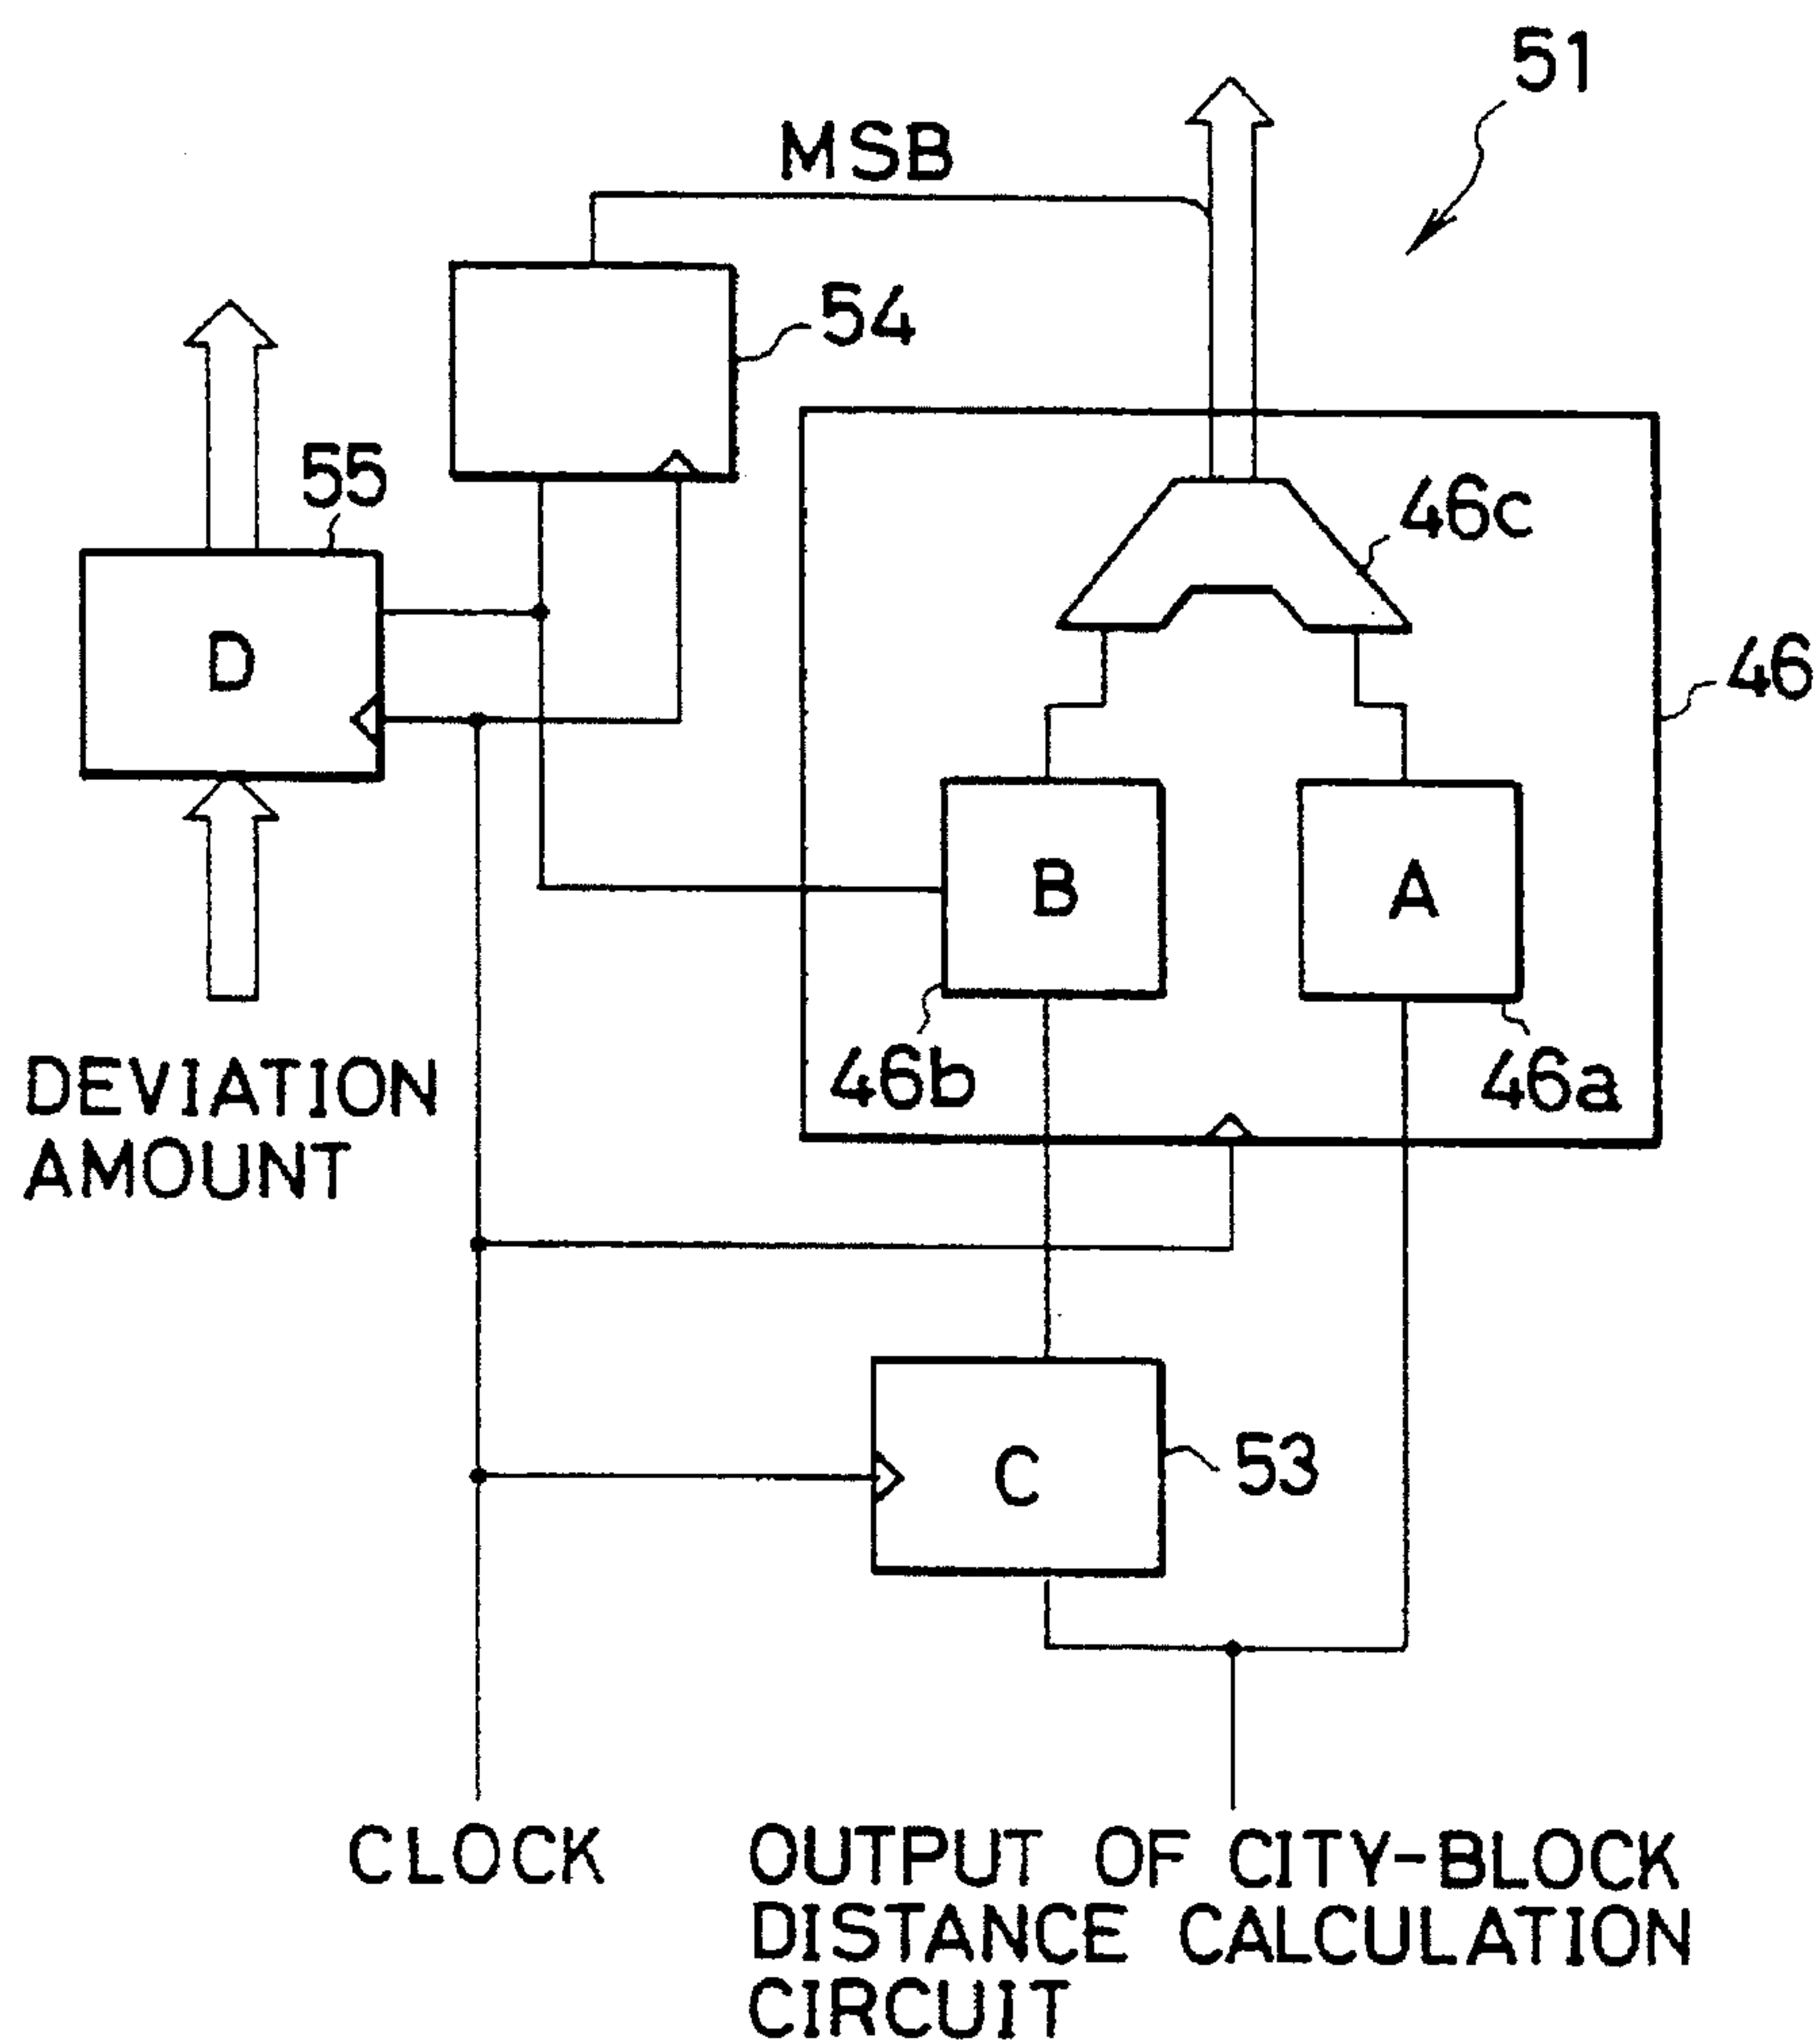 51
MSB
54
55
46c
D
46
B
A
46b
46a
DEVIATION
AMOUNT
C
53
CLOCK
OUTPUT OF CITY-BLOCK
DISTANCE CALCULATION
CIRCUIT